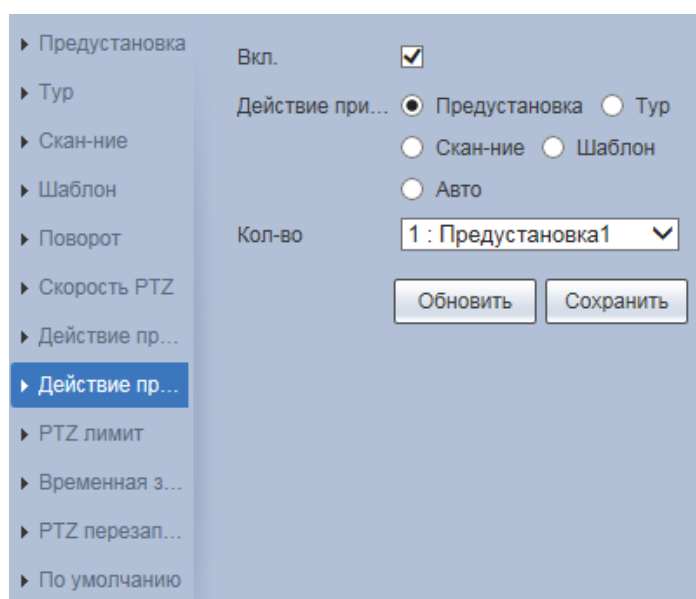 Предустановка
Тур
Скан-ние
Шаблон
Поворот
Скорость PTZ
Действие пр...
Действие пр...
PTZ лимит
Временная з...
PTZ перезап...
По умолчанию
Вкл.
Действие при... Предустановка Тур
Скан-ние Шаблон
Авто
Кол-во 1 : Предустановка1
Обновить Сохранить